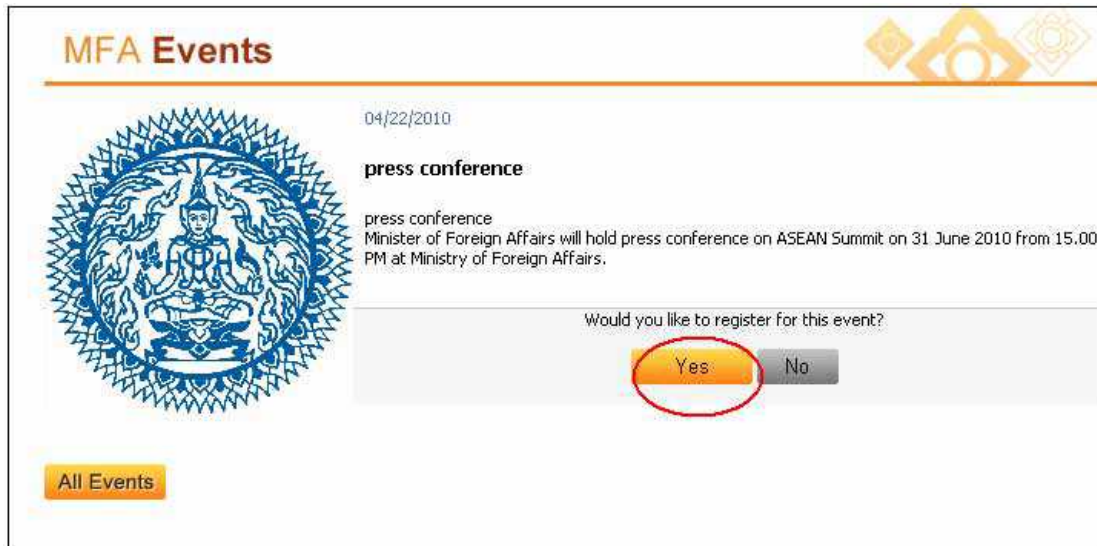 MFA Events
04/22/2010
press conference
press conference
Minister of Foreign Affairs will hold press conference on ASEAN Summit on 31 June 2010 from 15.00
PM at Ministry of Foreign Affairs.
Would you like to register for this event?
Yes No
All Events